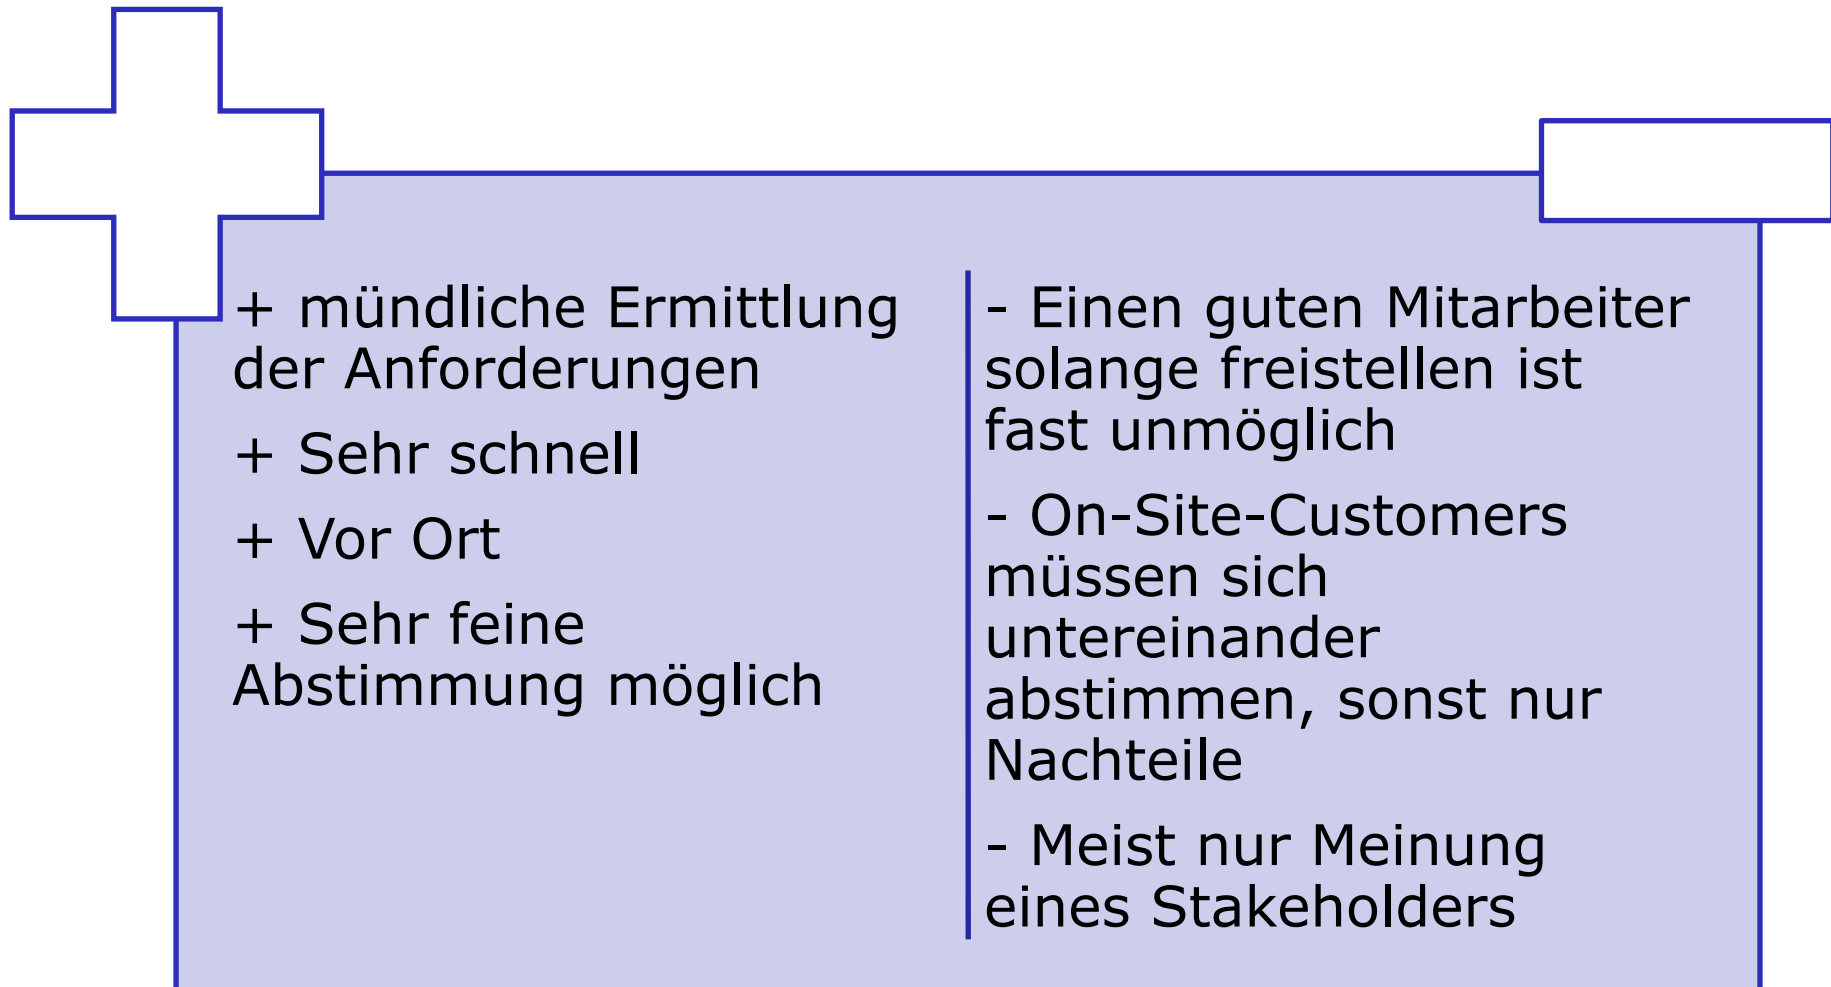 + mündliche Ermittlung
der Anforderungen
+ Sehr schnell
+ Vor Ort
+ Sehr feine
Abstimmung möglich
- Einen guten Mitarbeiter
solange freistellen ist
fast unmöglich
- On-Site-Customers
müssen sich
untereinander
abstimmen, sonst nur
Nachteile
- Meist nur Meinung
eines Stakeholders